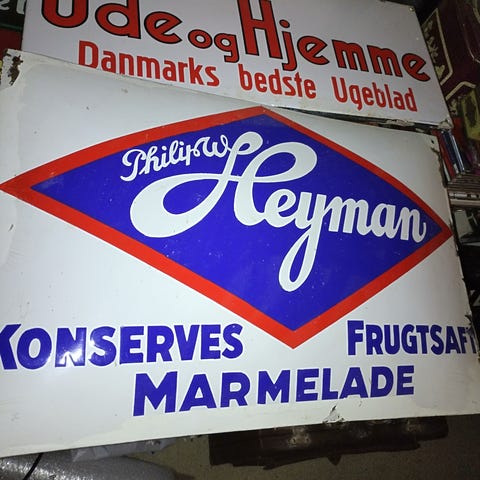 Ude og Hjemme
Danmarks bedste Ugeblad
Philip W.
Heyman
KONSERVES FRUGTSAFT
MARMELADE